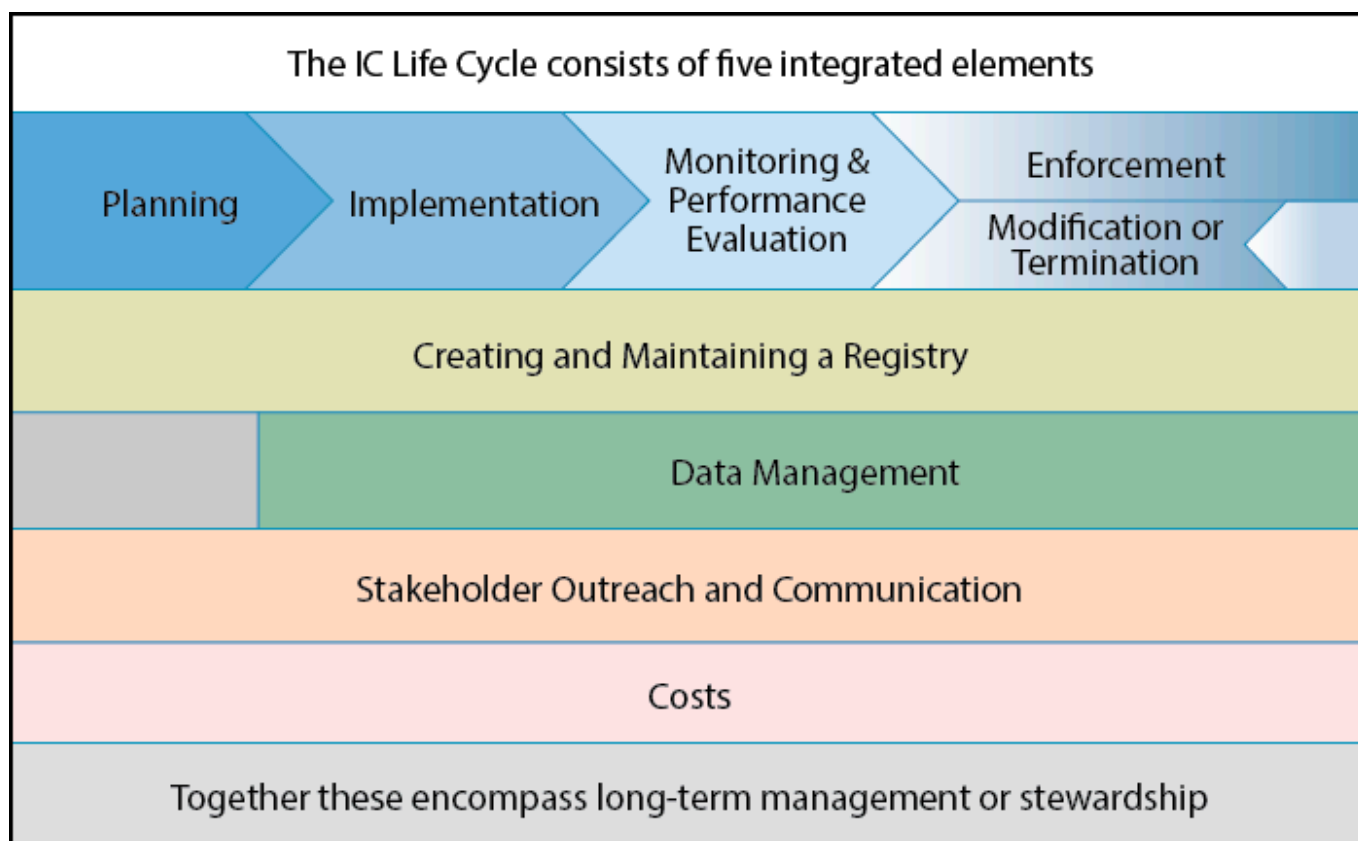 The IC Life Cycle consists of five integrated elements
Planning
Implementation
Monitoring &
Performance
Evaluation
Enforcement
Modification or
Termination
Creating and Maintaining a Registry
Data Management
Stakeholder Outreach and Communication
Costs
Together these encompass long-term management or stewardship